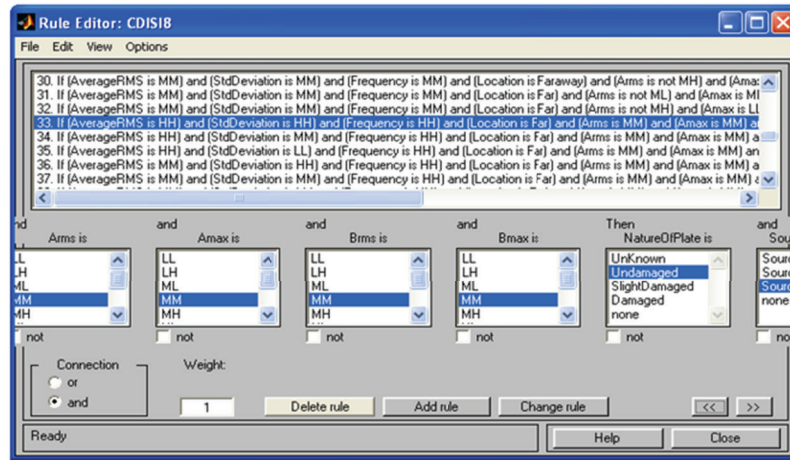 Rule Editor: CDISI8
File Edit View Options
30. If (AverageRMS is MM) and (StdDeviation is MM) and (Frequency is MM) and (Location is Faraway) and (Arms is not MH) and (Amax
31. If (AverageRMS is MM) and (StdDeviation is MM) and (Frequency is MM) and (Location is Far) and (Arms is not ML) and (Amax is
32. If (AverageRMS is MM) and (StdDeviation is MM) and (Frequency is MM) and (Location is Far) and (Arms is not MH) and (Amax is LL
33. If (AverageRMS is HH) and (StdDeviation is HH) and (Frequency is HH) and (Location is Far) and (Arms is MM) and (Amax is MM) a
34. If (AverageRMS is HH) and (StdDeviation is MM) and (Frequency is HH) and (Location is Far) and (Arms is MM) and (Amax is MM) a
35. If (AverageRMS is HH) and (StdDeviation is LL) and (Frequency is HH) and (Location is Far) and (Arms is MM) and (Amax is MM) an
36. If (AverageRMS is MM) and (StdDeviation is HH) and (Frequency is HH) and (Location is Far) and (Arms is MM) and (Amax is MM) a
37. If (AverageRMS is MM) and (StdDeviation is MM) and (Frequency is HH) and (Location is Far) and (Arms is MM) and (Amax is MM)
nd and and and Then and
Arms is Amax is Brms is Bmax is NatureOfPlate is Sou
LL LL LL LL UnKnown Sourc
LH LH LH LH Undamaged Sourc
ML ML ML ML SlightDamaged Sourc
MM MM MM MM Damaged none
MH MH MH MH none
not not not not not not
Connection Weight:
or
and 1 Delete rule Add rule Change rule << >>
Ready Help Close